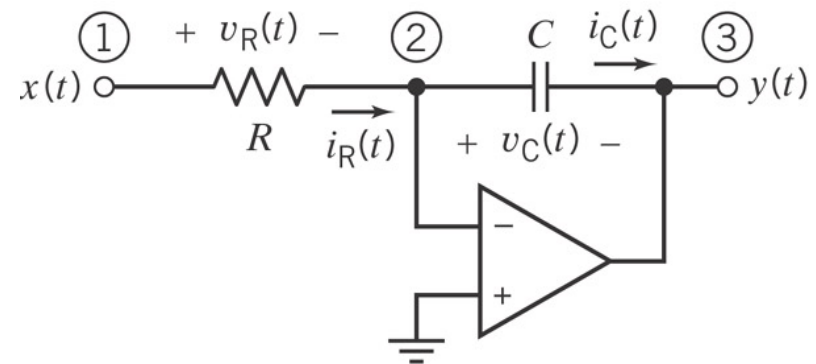 ① + v_R(t) − ② C i_C(t) ③
x(t) y(t)
R i_R(t) + v_C(t) −
−
+